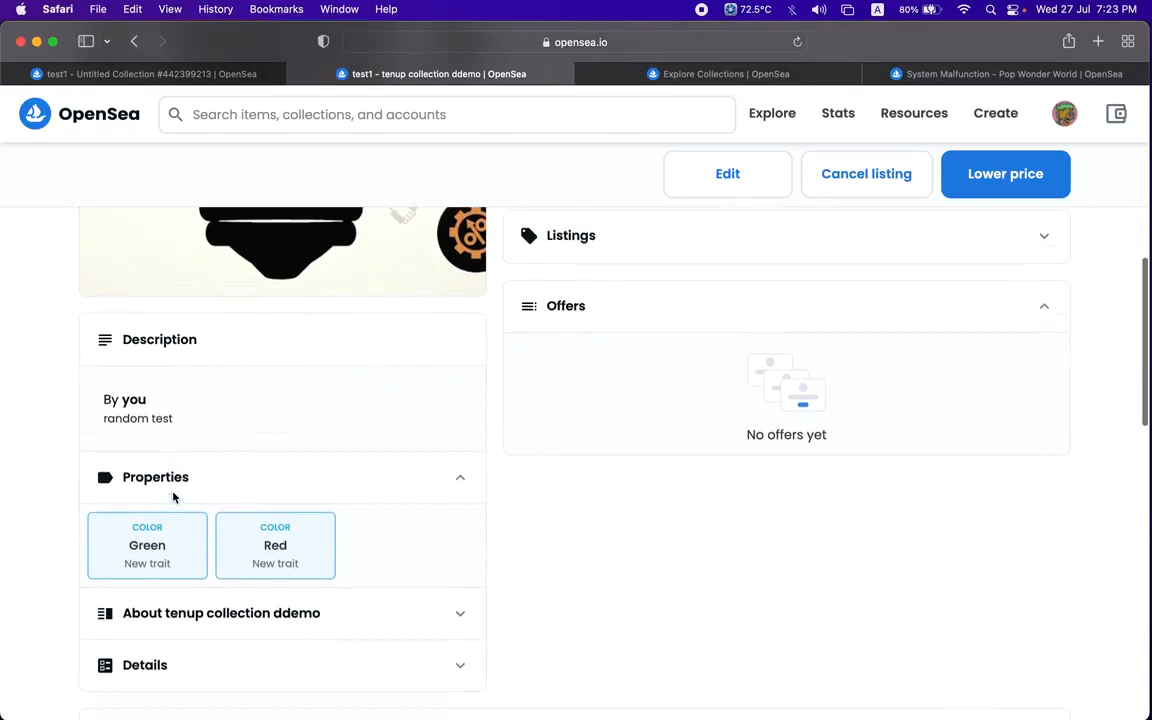 Safari File Edit View History Bookmarks Window Help 72.5°C A 80% Wed 27 Jul 7:23 PM
opensea.io
test1 - Untitled Collection #442399213 | OpenSea
test1 - tenup collection ddemo | OpenSea
Explore Collections | OpenSea
System Malfunction - Pop Wonder World | OpenSea
OpenSea
Search items, collections, and accounts
Explore Stats Resources Create
Edit
Cancel listing
Lower price
%
Listings
Offers
No offers yet
Description
By you
random test
Properties
COLOR
Green
New trait
COLOR
Red
New trait
About tenup collection ddemo
Details